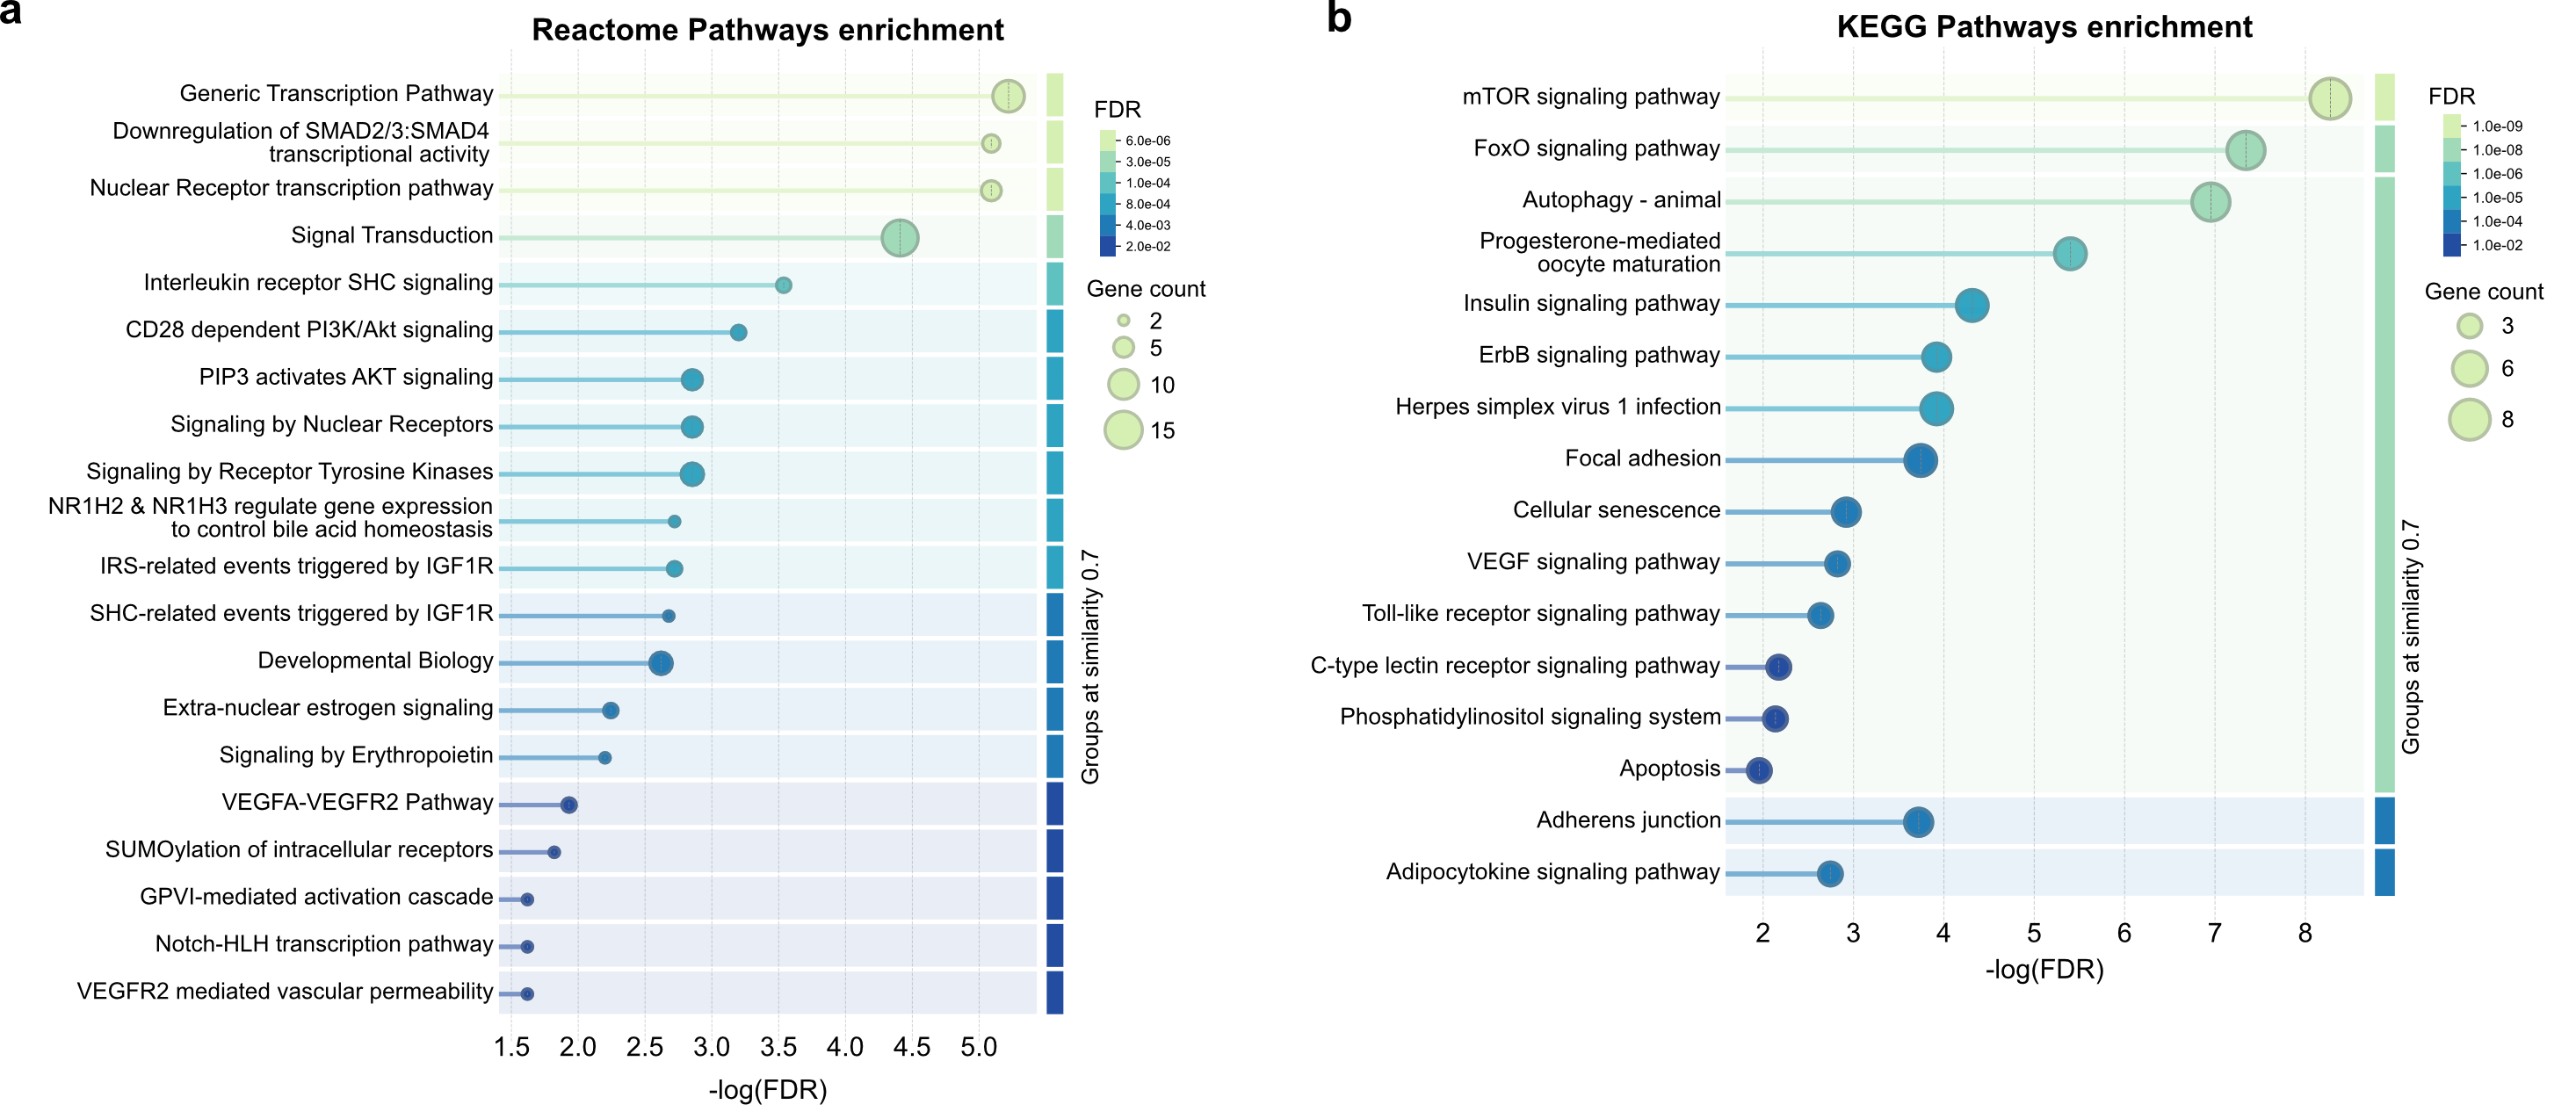 a
Reactome Pathways enrichment
Generic Transcription Pathway
Downregulation of SMAD2/3:SMAD4
transcriptional activity
Nuclear Receptor transcription pathway
Signal Transduction
Interleukin receptor SHC signaling
CD28 dependent PI3K/Akt signaling
PIP3 activates AKT signaling
Signaling by Nuclear Receptors
Signaling by Receptor Tyrosine Kinases
NR1H2 & NR1H3 regulate gene expression
to control bile acid homeostasis
IRS-related events triggered by IGF1R
SHC-related events triggered by IGF1R
Developmental Biology
Extra-nuclear estrogen signaling
Signaling by Erythropoietin
VEGFA-VEGFR2 Pathway
SUMOylation of intracellular receptors
GPVI-mediated activation cascade
Notch-HLH transcription pathway
VEGFR2 mediated vascular permeability
1.5 2.0 2.5 3.0 3.5 4.0 4.5 5.0
-log(FDR)
FDR
6.0e-06
3.0e-05
1.0e-04
8.0e-04
4.0e-03
2.0e-02
Gene count
2
5
10
15
Groups at similarity 0.7
b
KEGG Pathways enrichment
mTOR signaling pathway
FoxO signaling pathway
Autophagy - animal
Progesterone-mediated
oocyte maturation
Insulin signaling pathway
ErbB signaling pathway
Herpes simplex virus 1 infection
Focal adhesion
Cellular senescence
VEGF signaling pathway
Toll-like receptor signaling pathway
C-type lectin receptor signaling pathway
Phosphatidylinositol signaling system
Apoptosis
Adherens junction
Adipocytokine signaling pathway
2 3 4 5 6 7 8
-log(FDR)
FDR
1.0e-09
1.0e-08
1.0e-06
1.0e-05
1.0e-04
1.0e-02
Gene count
3
6
8
Groups at similarity 0.7